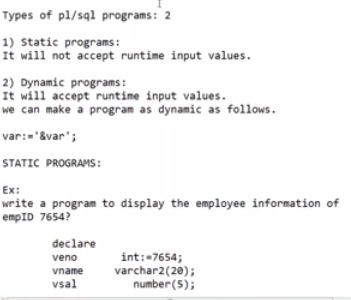 Types of pl/sql programs: 2
1) Static programs:
It will not accept runtime input values.
2) Dynamic programs:
It will accept runtime input values.
we can make a program as dynamic as follows.
var:='&var';
STATIC PROGRAMS:
Ex:
write a program to display the employee information of
empID 7654?
declare
veno int:=7654;
vname varchar2(20);
vsal number(5);